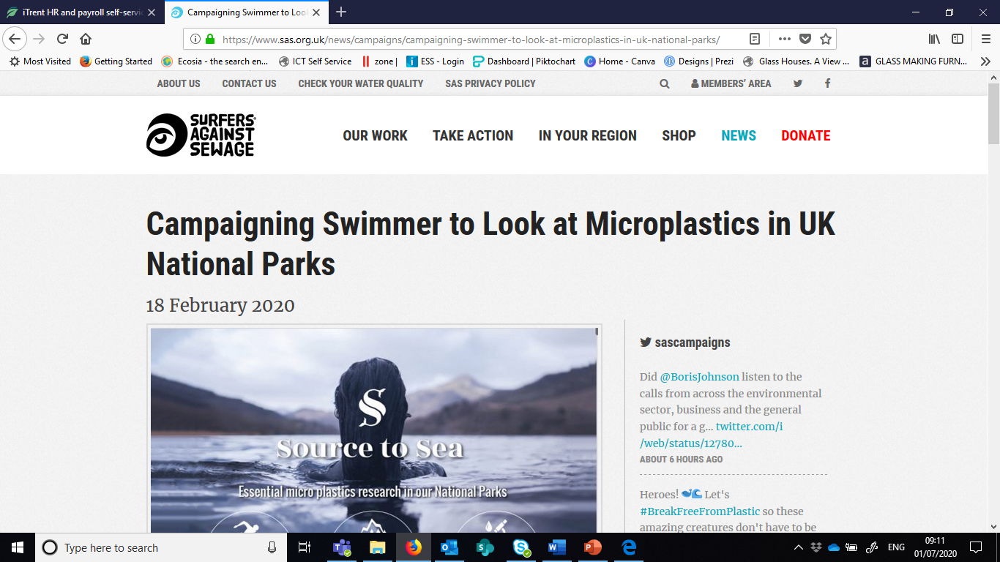 iTrent HR and payroll self-servic
Campaigning Swimmer to Look
https://www.sas.org.uk/news/campaigns/campaigning-swimmer-to-look-at-microplastics-in-uk-national-parks/
Most Visited Getting Started Ecosia - the search en... ICT Self Service zone | ESS - Login Dashboard | Piktochart Home - Canva Designs | Prezi Glass Houses. A View ... GLASS MAKING FURN...
ABOUT US CONTACT US CHECK YOUR WATER QUALITY SAS PRIVACY POLICY MEMBERS’ AREA
SURFERS
AGAINST
SEWAGE
OUR WORK TAKE ACTION IN YOUR REGION SHOP NEWS DONATE
Campaigning Swimmer to Look at Microplastics in UK
National Parks
18 February 2020
S
Source to Sea
Essential micro plastics research in our National Parks
sascampaigns
Did @BorisJohnson listen to the
calls from across the environmental
sector, business and the general
public for a g... twitter.com/i
/web/status/12780...
ABOUT 6 HOURS AGO
Heroes! 🐋🌊 Let's
#BreakFreeFromPlastic so these
amazing creatures don't have to be
Type here to search
ENG
09:11
01/07/2020